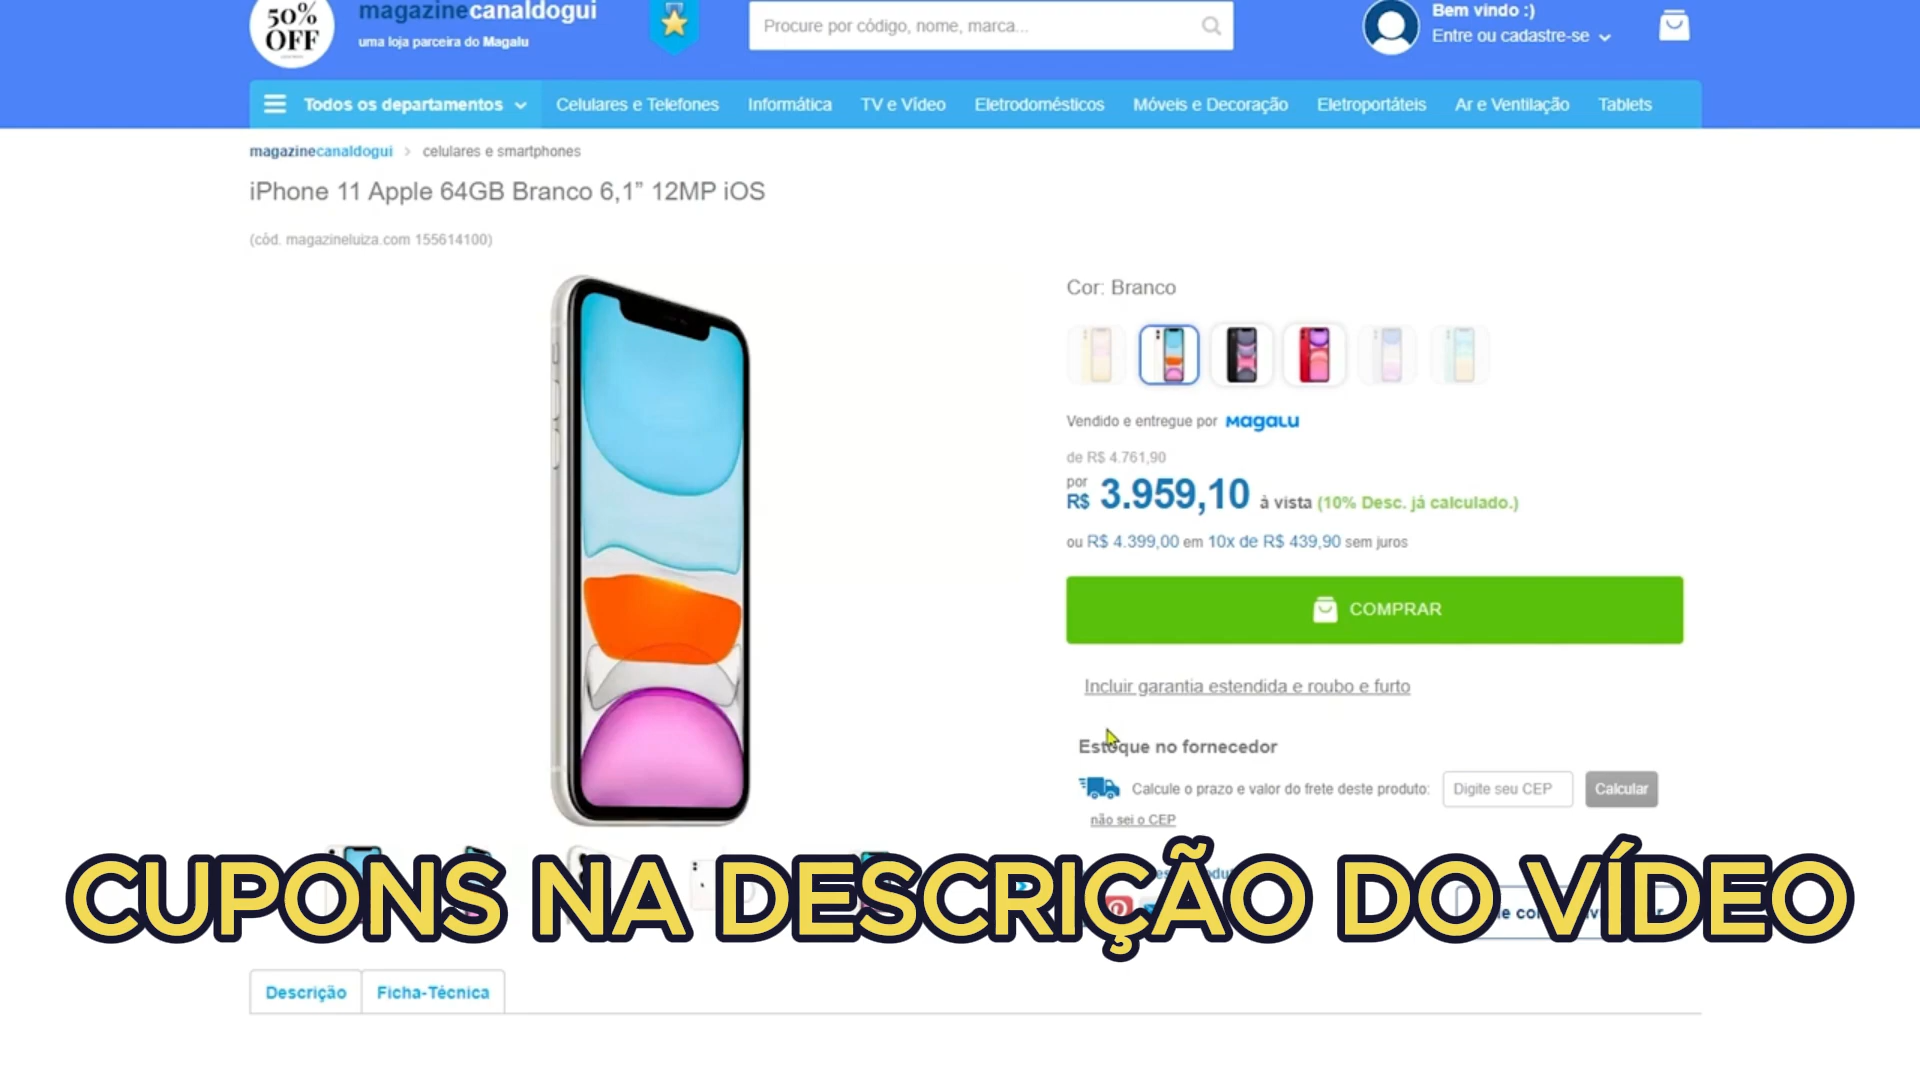 50%
OFF
magazinecanaldogui
uma loja parceira do Magalu
Procure por código, nome, marca...
Bem vindo :)
Entre ou cadastre-se
Todos os departamentos
Celulares e Telefones
Informática
TV e Vídeo
Eletrodomésticos
Móveis e Decoração
Eletroportáteis
Ar e Ventilação
Tablets
magazinecanaldogui > celulares e smartphones
iPhone 11 Apple 64GB Branco 6,1” 12MP iOS
(cód. magazineluiza.com 155614100)
Cor: Branco
Vendido e entregue por Magalu
de R$ 4.761,90
por
R$ 3.959,10 à vista (10% Desc. já calculado.)
ou R$ 4.399,00 em 10x de R$ 439,90 sem juros
COMPRAR
Incluir garantia estendida e roubo e furto
Estoque no fornecedor
Calcule o prazo e valor do frete deste produto:
Digite seu CEP
Calcular
não sei o CEP
CUPONS NA DESCRIÇÃO DO VÍDEO
Descrição
Ficha-Técnica